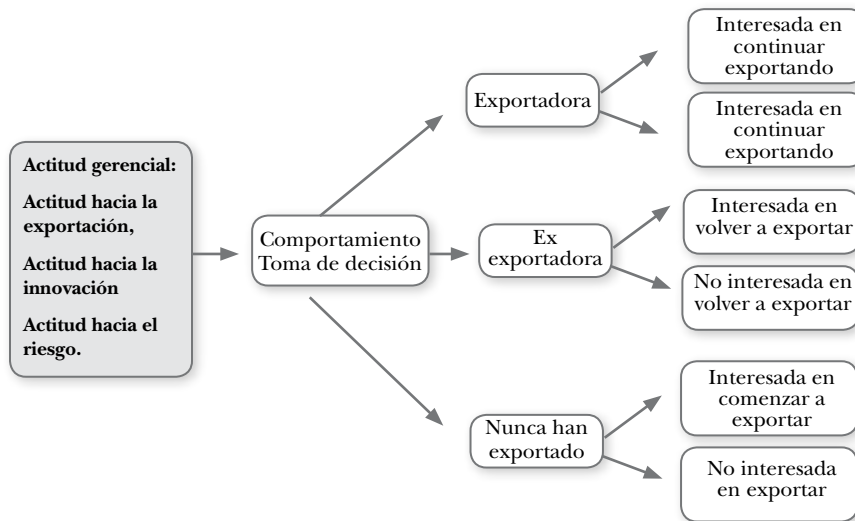 Actitud gerencial:
Actitud hacia la
exportación,
Actitud hacia la
innovación
Actitud hacia el
riesgo.
Comportamiento
Toma de decisión
Exportadora
Interesada en
continuar
exportando
Interesada en
continuar
exportando
Ex
exportadora
Interesada en
volver a exportar
No interesada en
volver a exportar
Nunca han
exportado
Interesada en
comenzar a
exportar
No interesada
en exportar